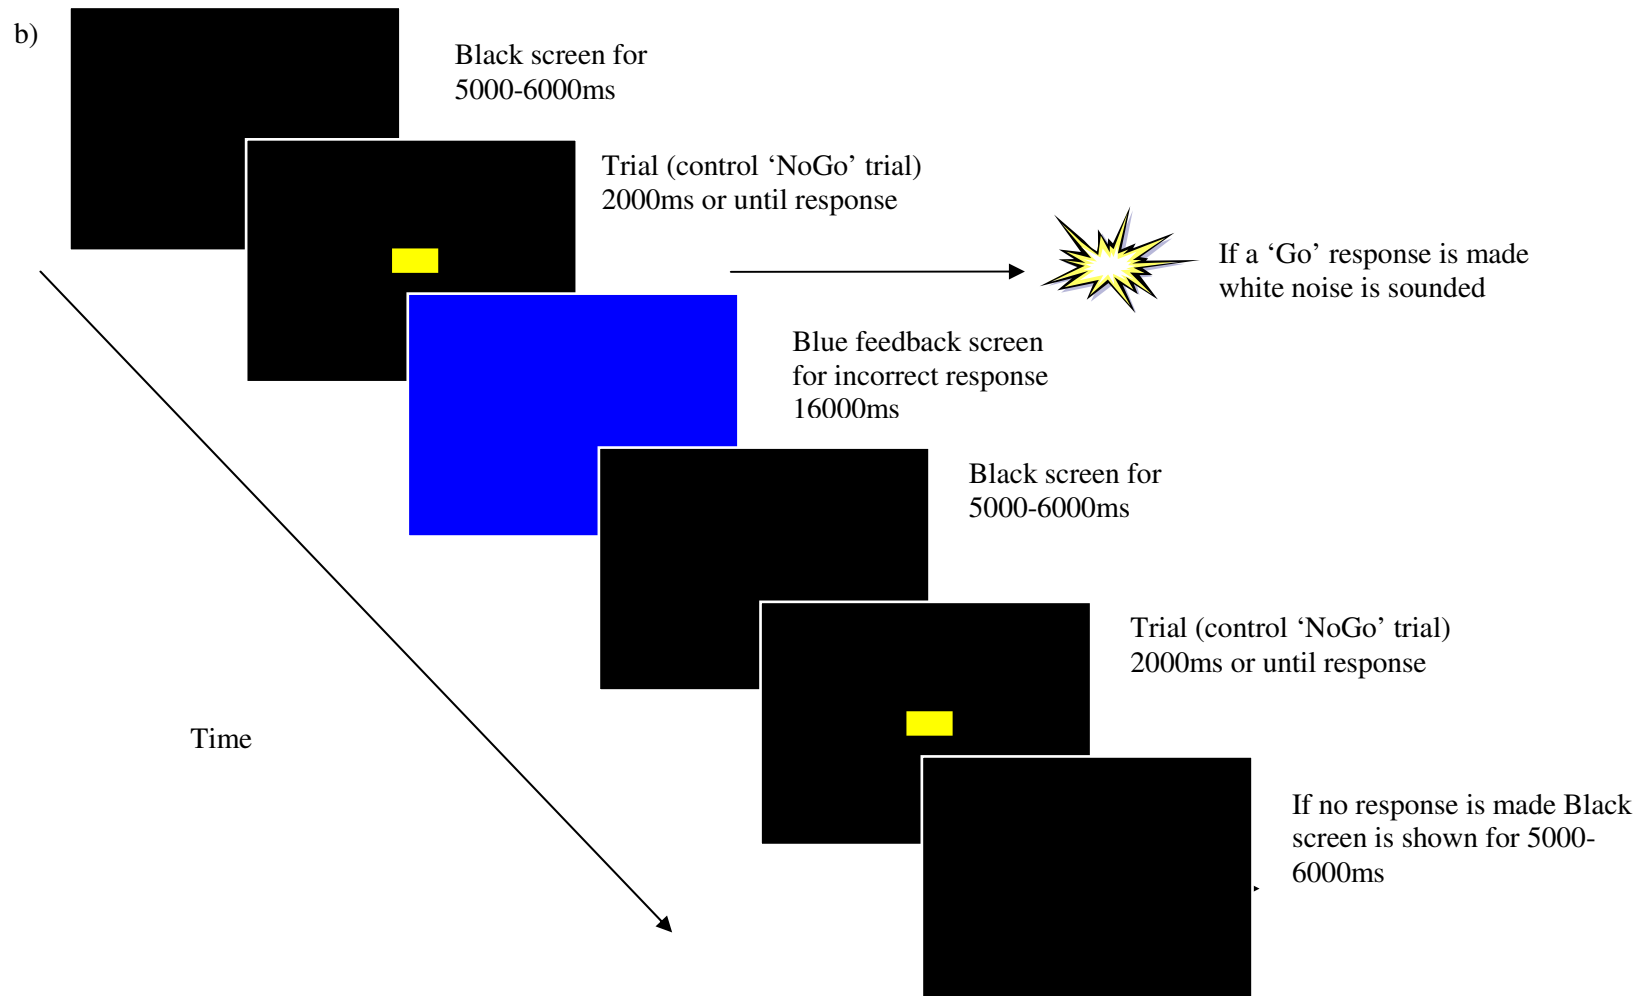 b)
Black screen for
5000-6000ms
Trial (control ‘NoGo’ trial)
2000ms or until response
If a ‘Go’ response is made
white noise is sounded
Blue feedback screen
for incorrect response
16000ms
Black screen for
5000-6000ms
Trial (control ‘NoGo’ trial)
2000ms or until response
Time
If no response is made Black
screen is shown for 5000-
6000ms